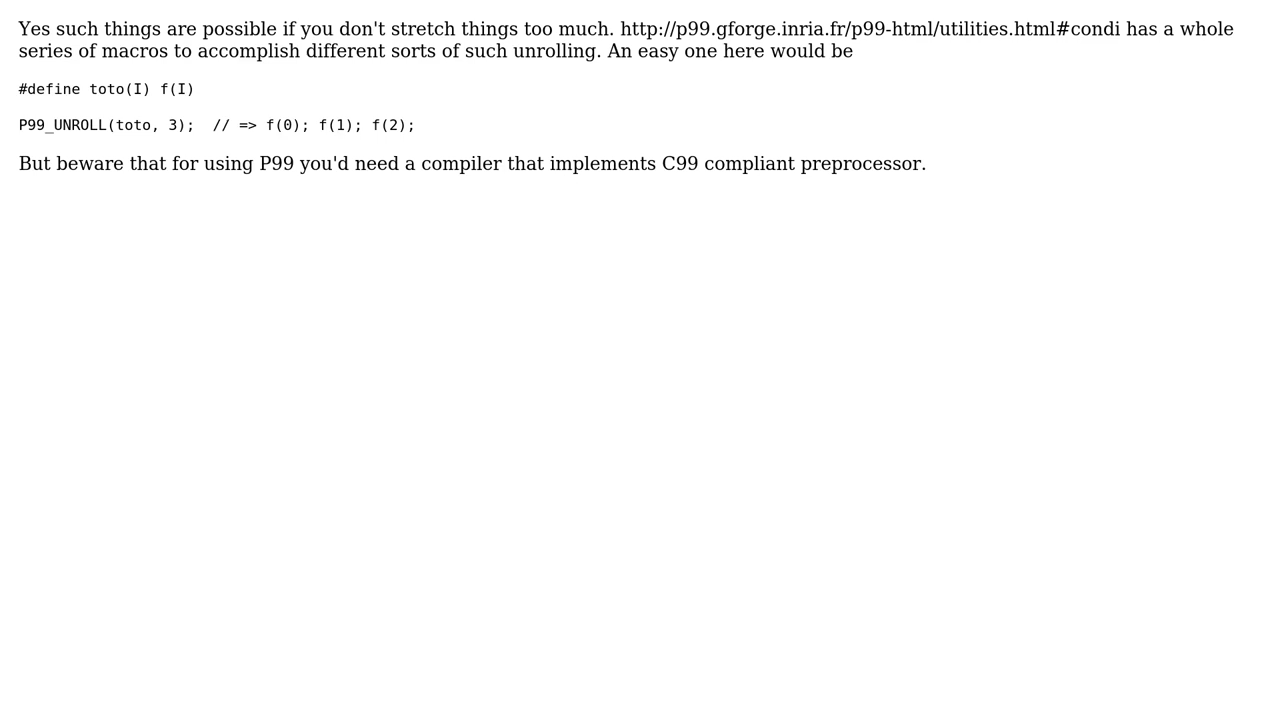 Yes such things are possible if you don't stretch things too much. http://p99.gforge.inria.fr/p99-html/utilities.html#condi has a whole
series of macros to accomplish different sorts of such unrolling. An easy one here would be
#define toto(I) f(I)
P99_UNROLL(toto, 3);  // => f(0); f(1); f(2);
But beware that for using P99 you'd need a compiler that implements C99 compliant preprocessor.